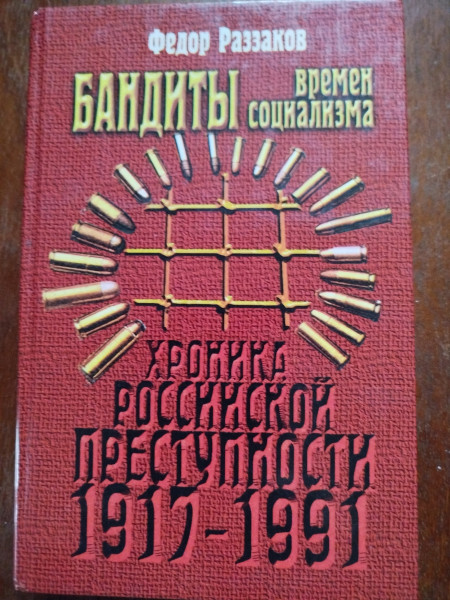 Федор Раззаков
БАНДИТЫ времен
социализма
ХРОНИКА
РОССИЙСКОЙ
ПРЕСТУПНОСТИ
1917-1991